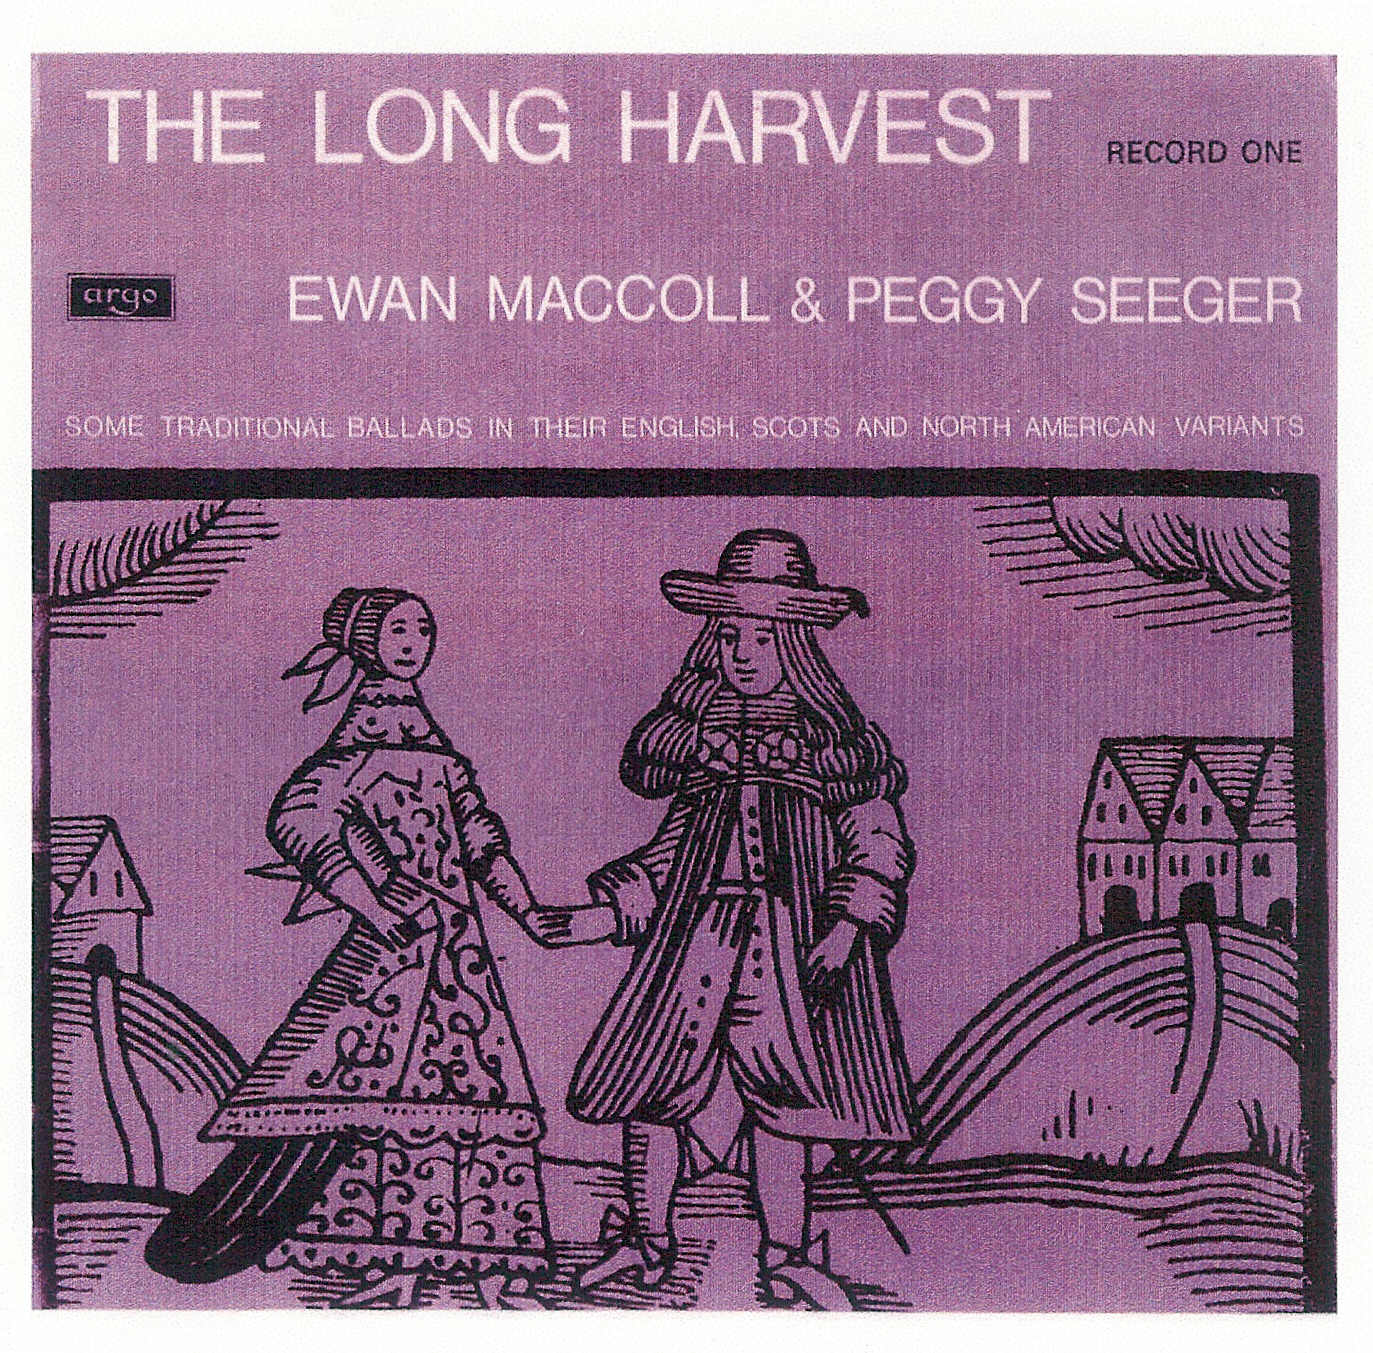 THE LONG HARVEST RECORD ONE
argo EWAN MACCOLL & PEGGY SEEGER
SOME TRADITIONAL BALLADS IN THEIR ENGLISH, SCOTS AND NORTH AMERICAN VARIANTS